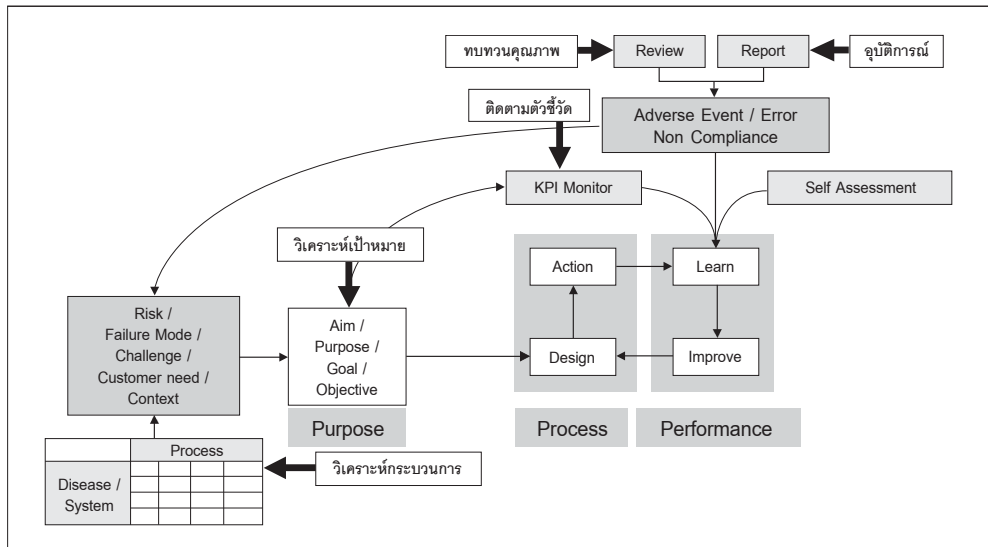 ทบทวนคุณภาพ
Review
Report
อุบัติการณ์
ติดตามตัวชี้วัด
Adverse Event / Error
Non Compliance
KPI Monitor
Self Assessment
วิเคราะห์เป้าหมาย
Action
Learn
Risk /
Failure Mode /
Challenge /
Customer need /
Context
Aim /
Purpose /
Goal /
Objective
Design
Improve
Purpose
Process
Performance
Process
Disease /
System
วิเคราะห์กระบวนการ